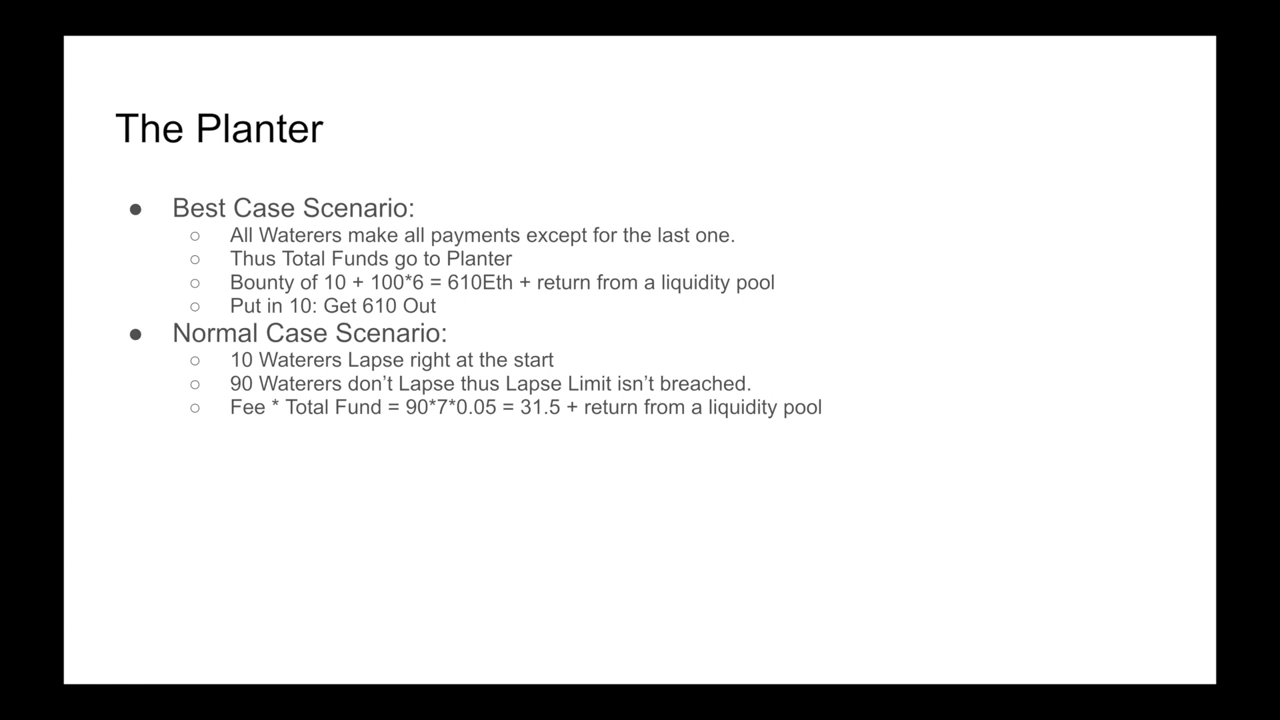 The Planter
● Best Case Scenario:
○ All Waterers make all payments except for the last one.
○ Thus Total Funds go to Planter
○ Bounty of 10 + 100*6 = 610Eth + return from a liquidity pool
○ Put in 10: Get 610 Out
● Normal Case Scenario:
○ 10 Waterers Lapse right at the start
○ 90 Waterers don’t Lapse thus Lapse Limit isn’t breached.
○ Fee * Total Fund = 90*7*0.05 = 31.5 + return from a liquidity pool